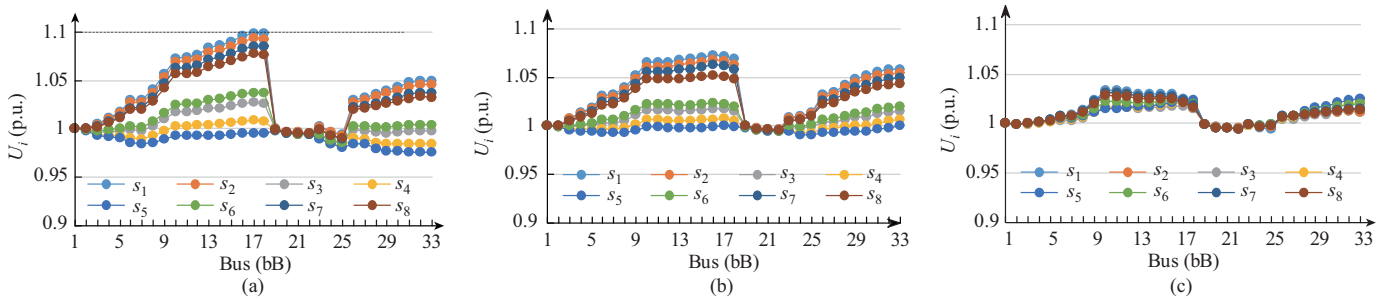 1.1
1.05
1
0.95
0.9
U_i (p.u.)
s_1 s_2 s_3 s_4
s_5 s_6 s_7 s_8
1 5 9 13 17 21 25 29 33
Bus (bB)
(a)
1.1
1.05
1
0.95
0.9
U_i (p.u.)
s_1 s_2 s_3 s_4
s_5 s_6 s_7 s_8
1 5 9 13 17 21 25 29 33
Bus (bB)
(b)
1.1
1.05
1
0.95
0.9
U_i (p.u.)
s_1 s_2 s_3 s_4
s_5 s_6 s_7 s_8
1 5 9 13 17 21 25 29 33
Bus (bB)
(c)